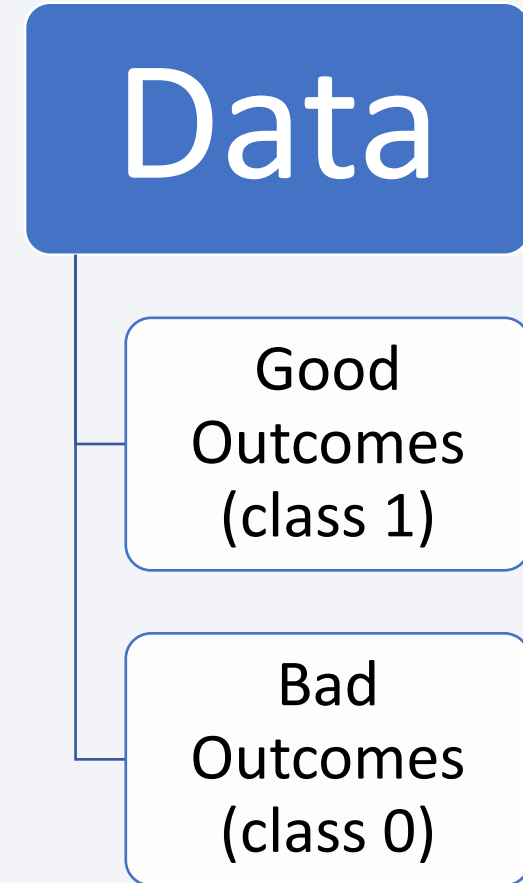 Data
Good
Outcomes
(class 1)
Bad
Outcomes
(class 0)